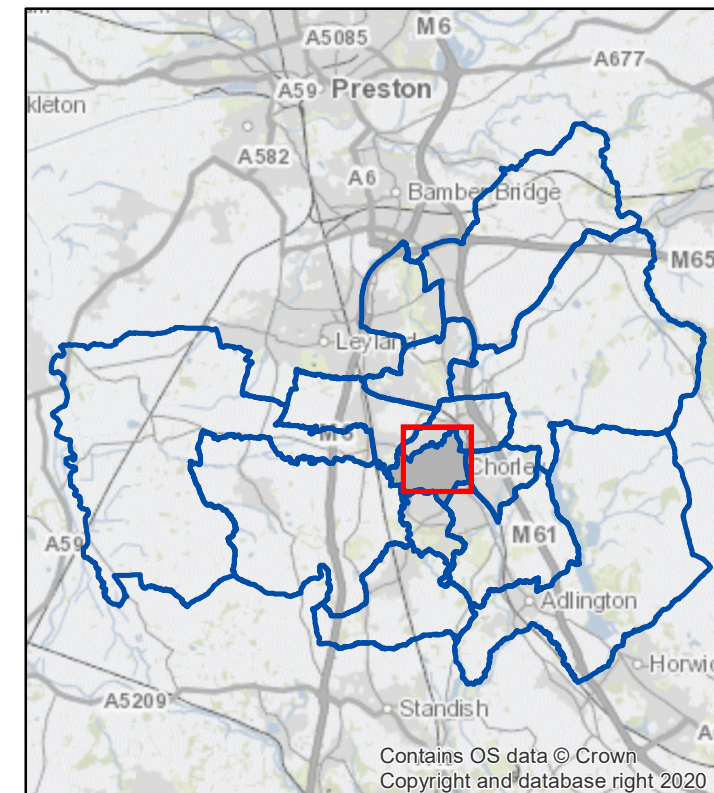 A5085
M6
A677
A59 Preston
kleton
A582
A6
Bamber Bridge
M65
Leyland
Chorle
A59
M61
Adlington
Horwic
A5209
Standish
A
Contains OS data © Crown
Copyright and database right 2020